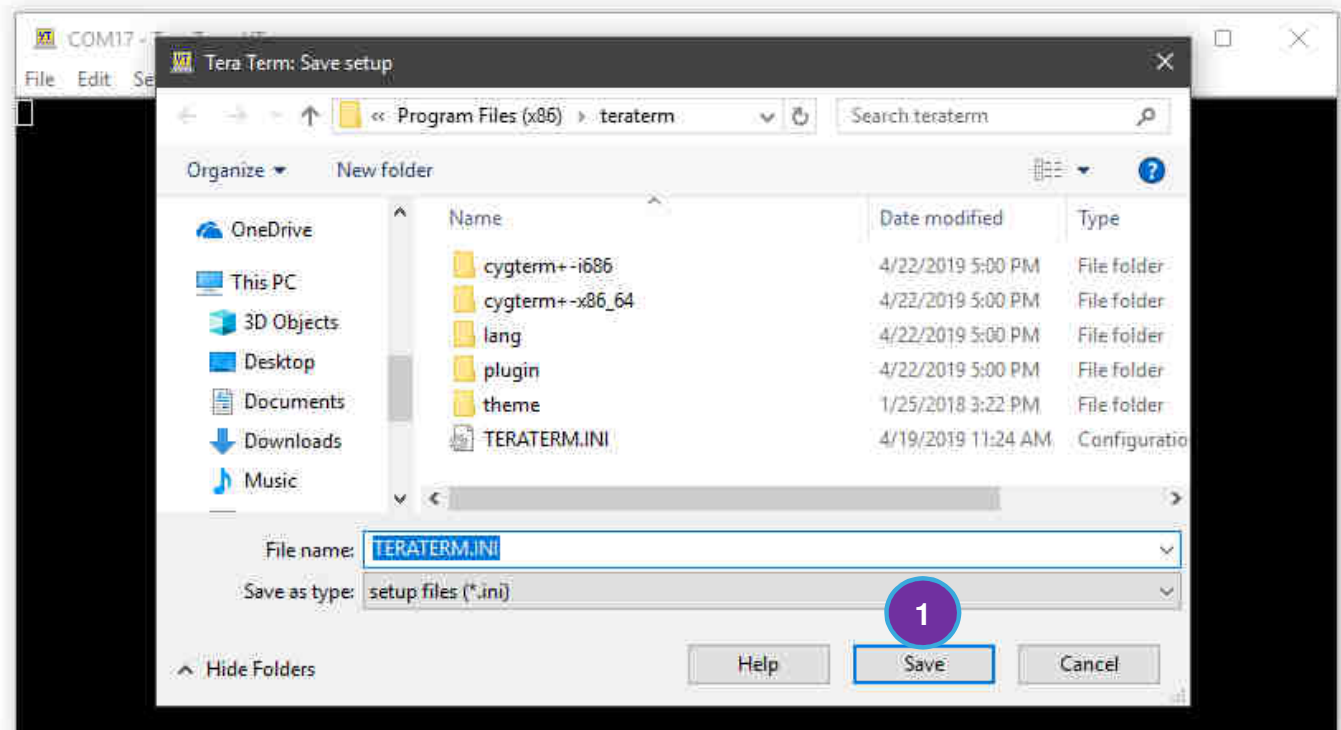 COM17 -
File Edit Se
Tera Term: Save setup
« Program Files (x86) › teraterm
Search teraterm
Organize
New folder
Name Date modified Type
OneDrive
This PC
3D Objects
Desktop
Documents
Downloads
Music
cygterm+-i686 4/22/2019 5:00 PM File folder
cygterm+-x86_64 4/22/2019 5:00 PM File folder
lang 4/22/2019 5:00 PM File folder
plugin 4/22/2019 5:00 PM File folder
theme 1/25/2018 3:22 PM File folder
TERATERM.INI 4/19/2019 11:24 AM Configuratio
File name: TERATERM.INI
Save as type: setup files (*.ini)
1
Hide Folders
Help Save Cancel